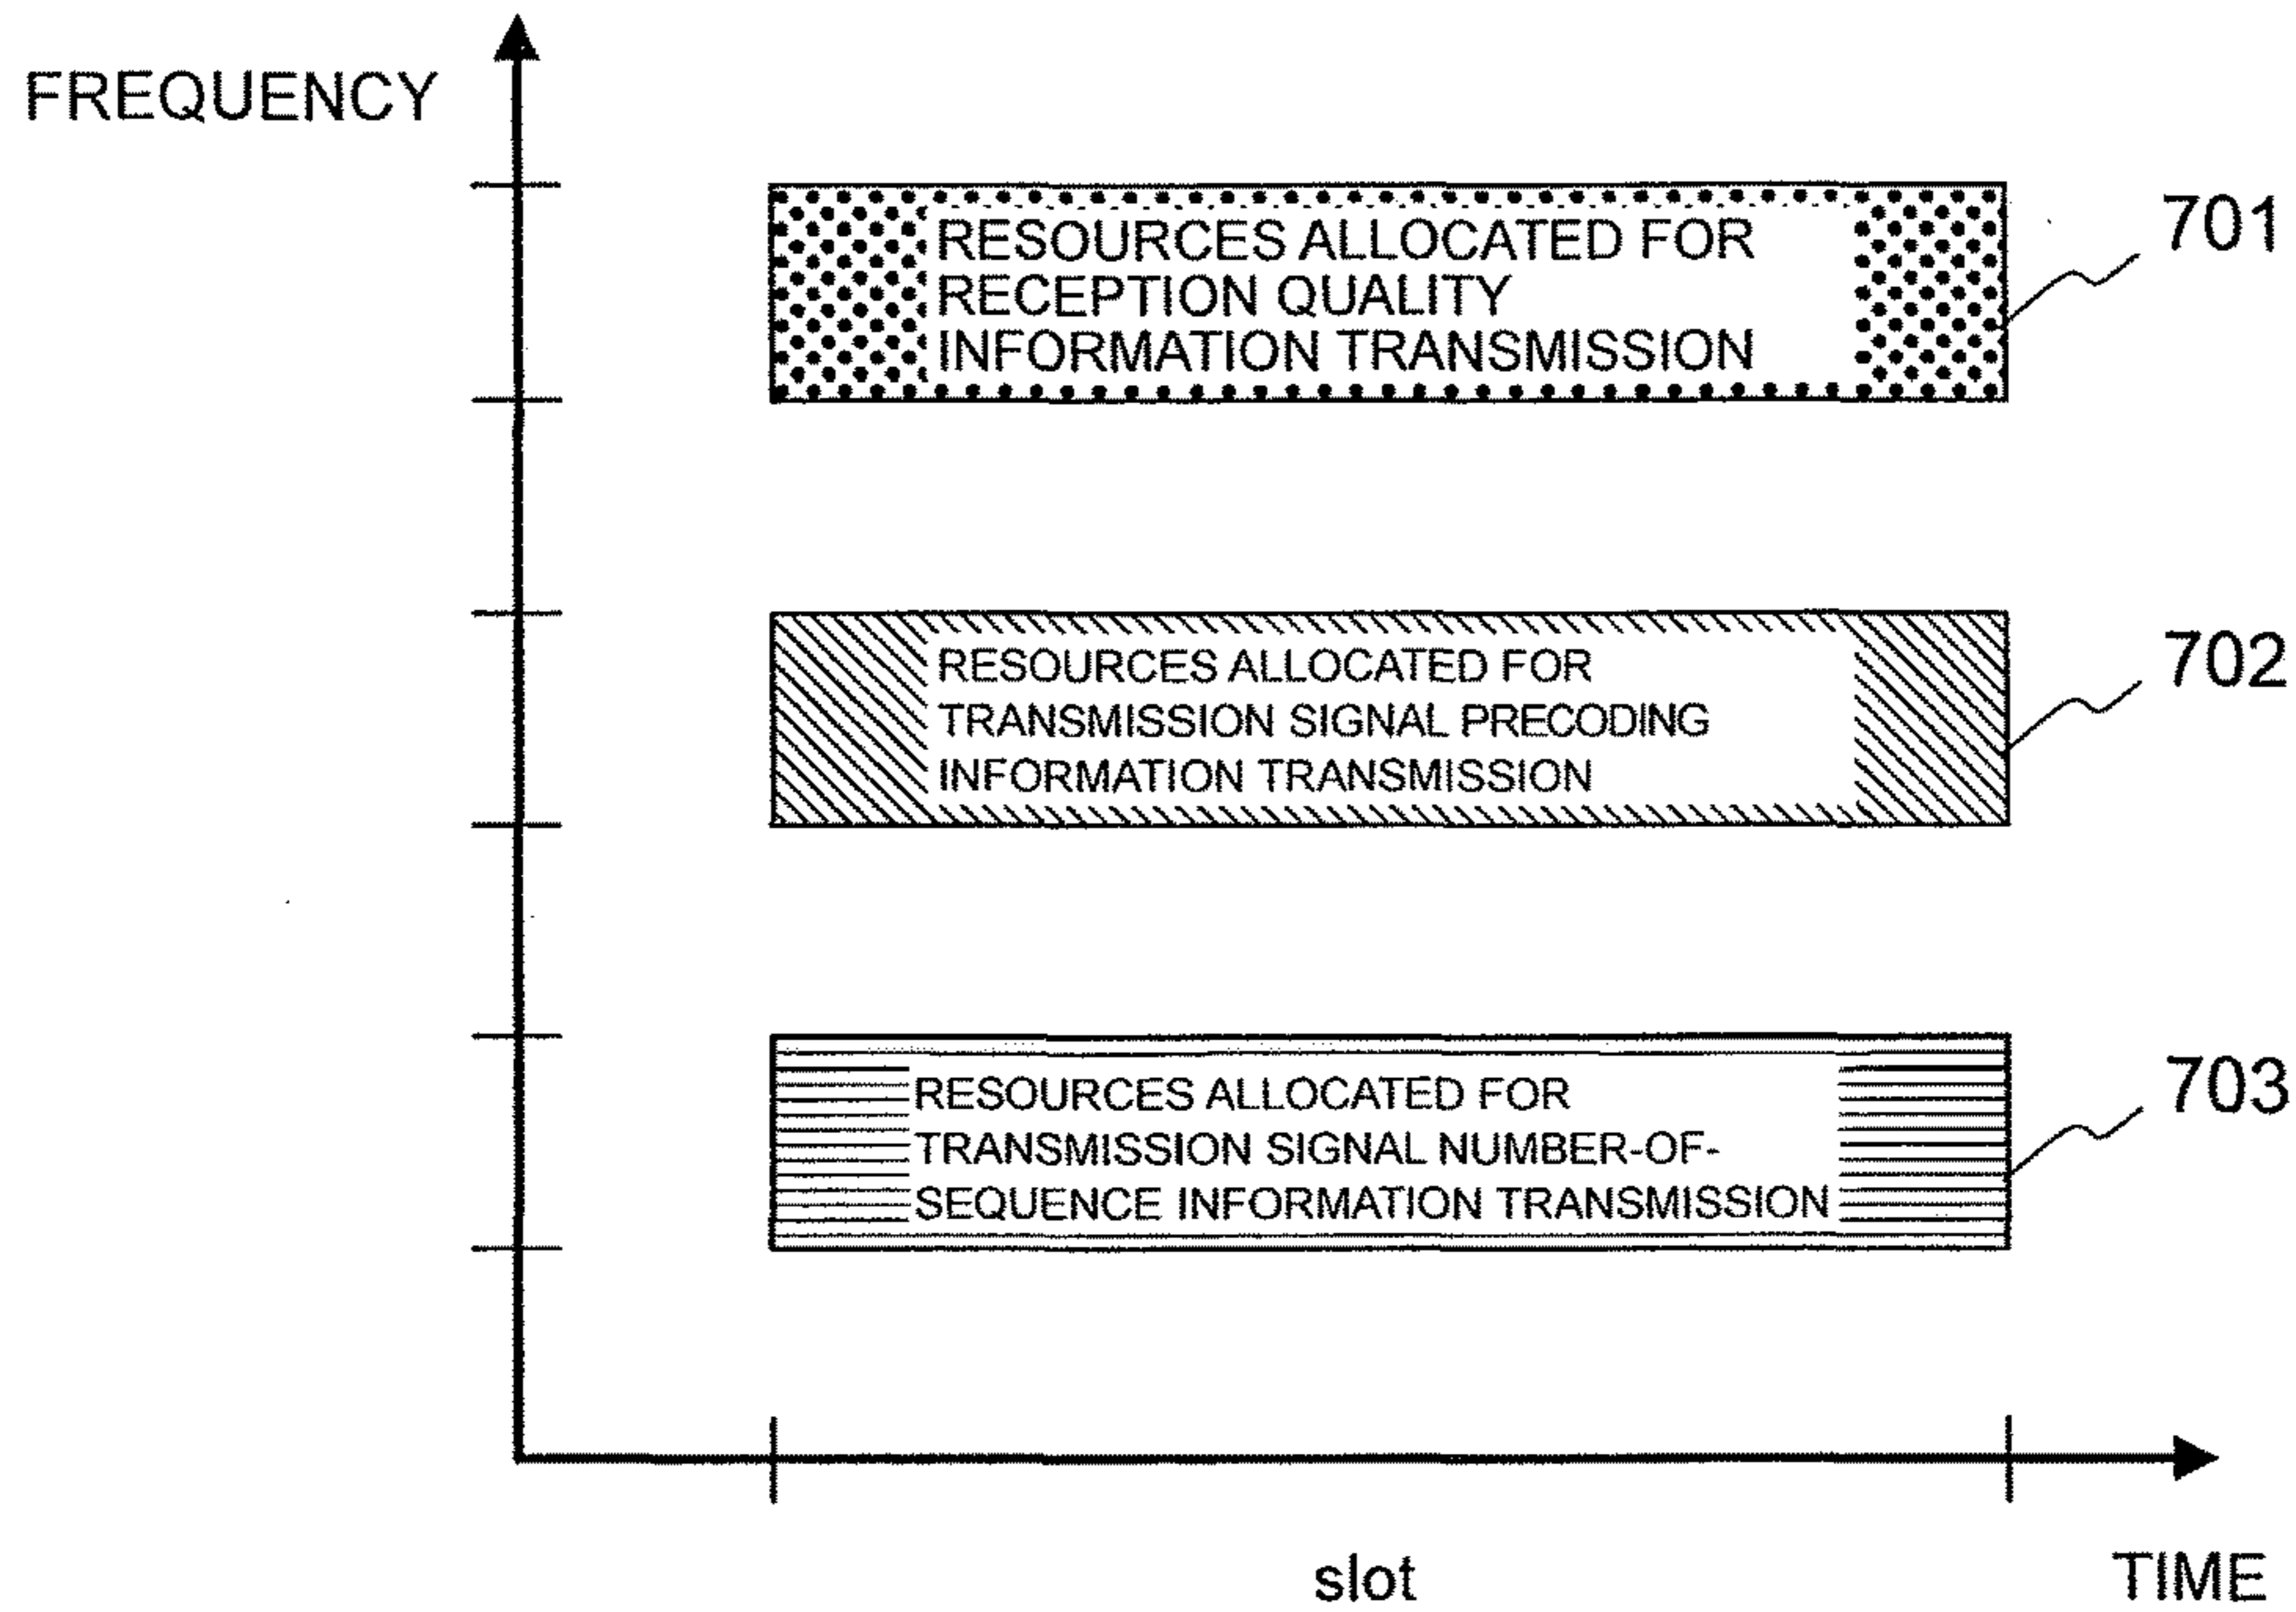 FREQUENCY
RESOURCES ALLOCATED FOR
RECEPTION QUALITY
INFORMATION TRANSMISSION
701
RESOURCES ALLOCATED FOR
TRANSMISSION SIGNAL PRECODING
INFORMATION TRANSMISSION
702
RESOURCES ALLOCATED FOR
TRANSMISSION SIGNAL NUMBER-OF-
SEQUENCE INFORMATION TRANSMISSION
703
slot
TIME